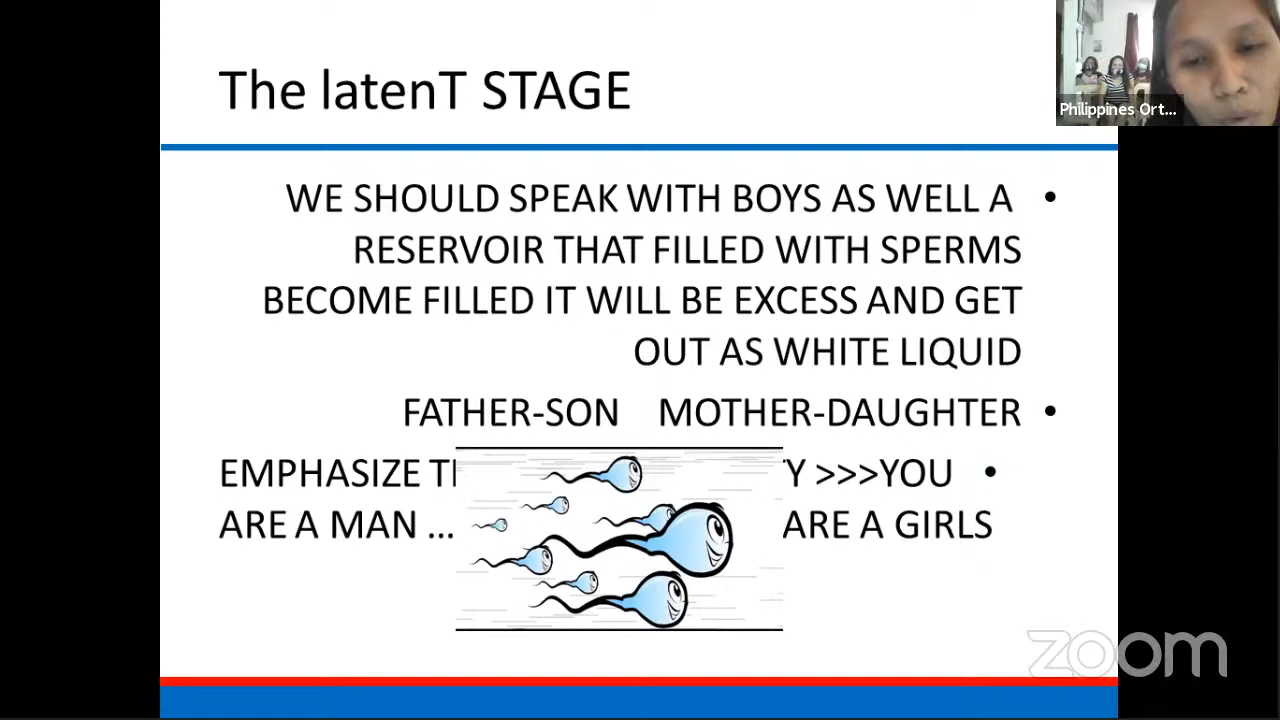 The latenT STAGE
Philippines Ort...
WE SHOULD SPEAK WITH BOYS AS WELL A •
RESERVOIR THAT FILLED WITH SPERMS
BECOME FILLED IT WILL BE EXCESS AND GET
OUT AS WHITE LIQUID
FATHER-SON MOTHER-DAUGHTER •
EMPHASIZE >>>YOU •
ARE A MAN ... ARE A GIRLS
zoom